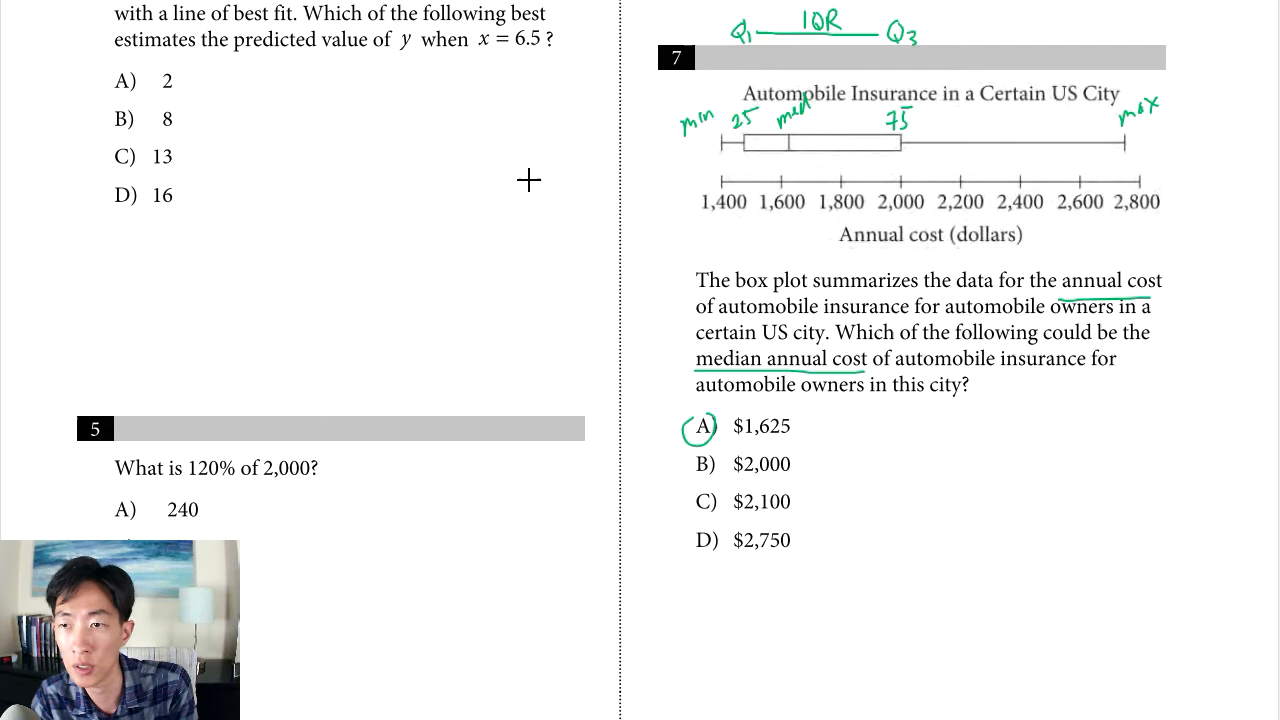 with a line of best fit. Which of the following best
estimates the predicted value of y when x = 6.5 ?
A) 2
B) 8
C) 13
D) 16
5
What is 120% of 2,000?
A) 240
Q1 IQR Q3
7
Automobile Insurance in a Certain US City
min 25 med 75 max
1,400 1,600 1,800 2,000 2,200 2,400 2,600 2,800
Annual cost (dollars)
The box plot summarizes the data for the annual cost
of automobile insurance for automobile owners in a
certain US city. Which of the following could be the
median annual cost of automobile insurance for
automobile owners in this city?
A) $1,625
B) $2,000
C) $2,100
D) $2,750